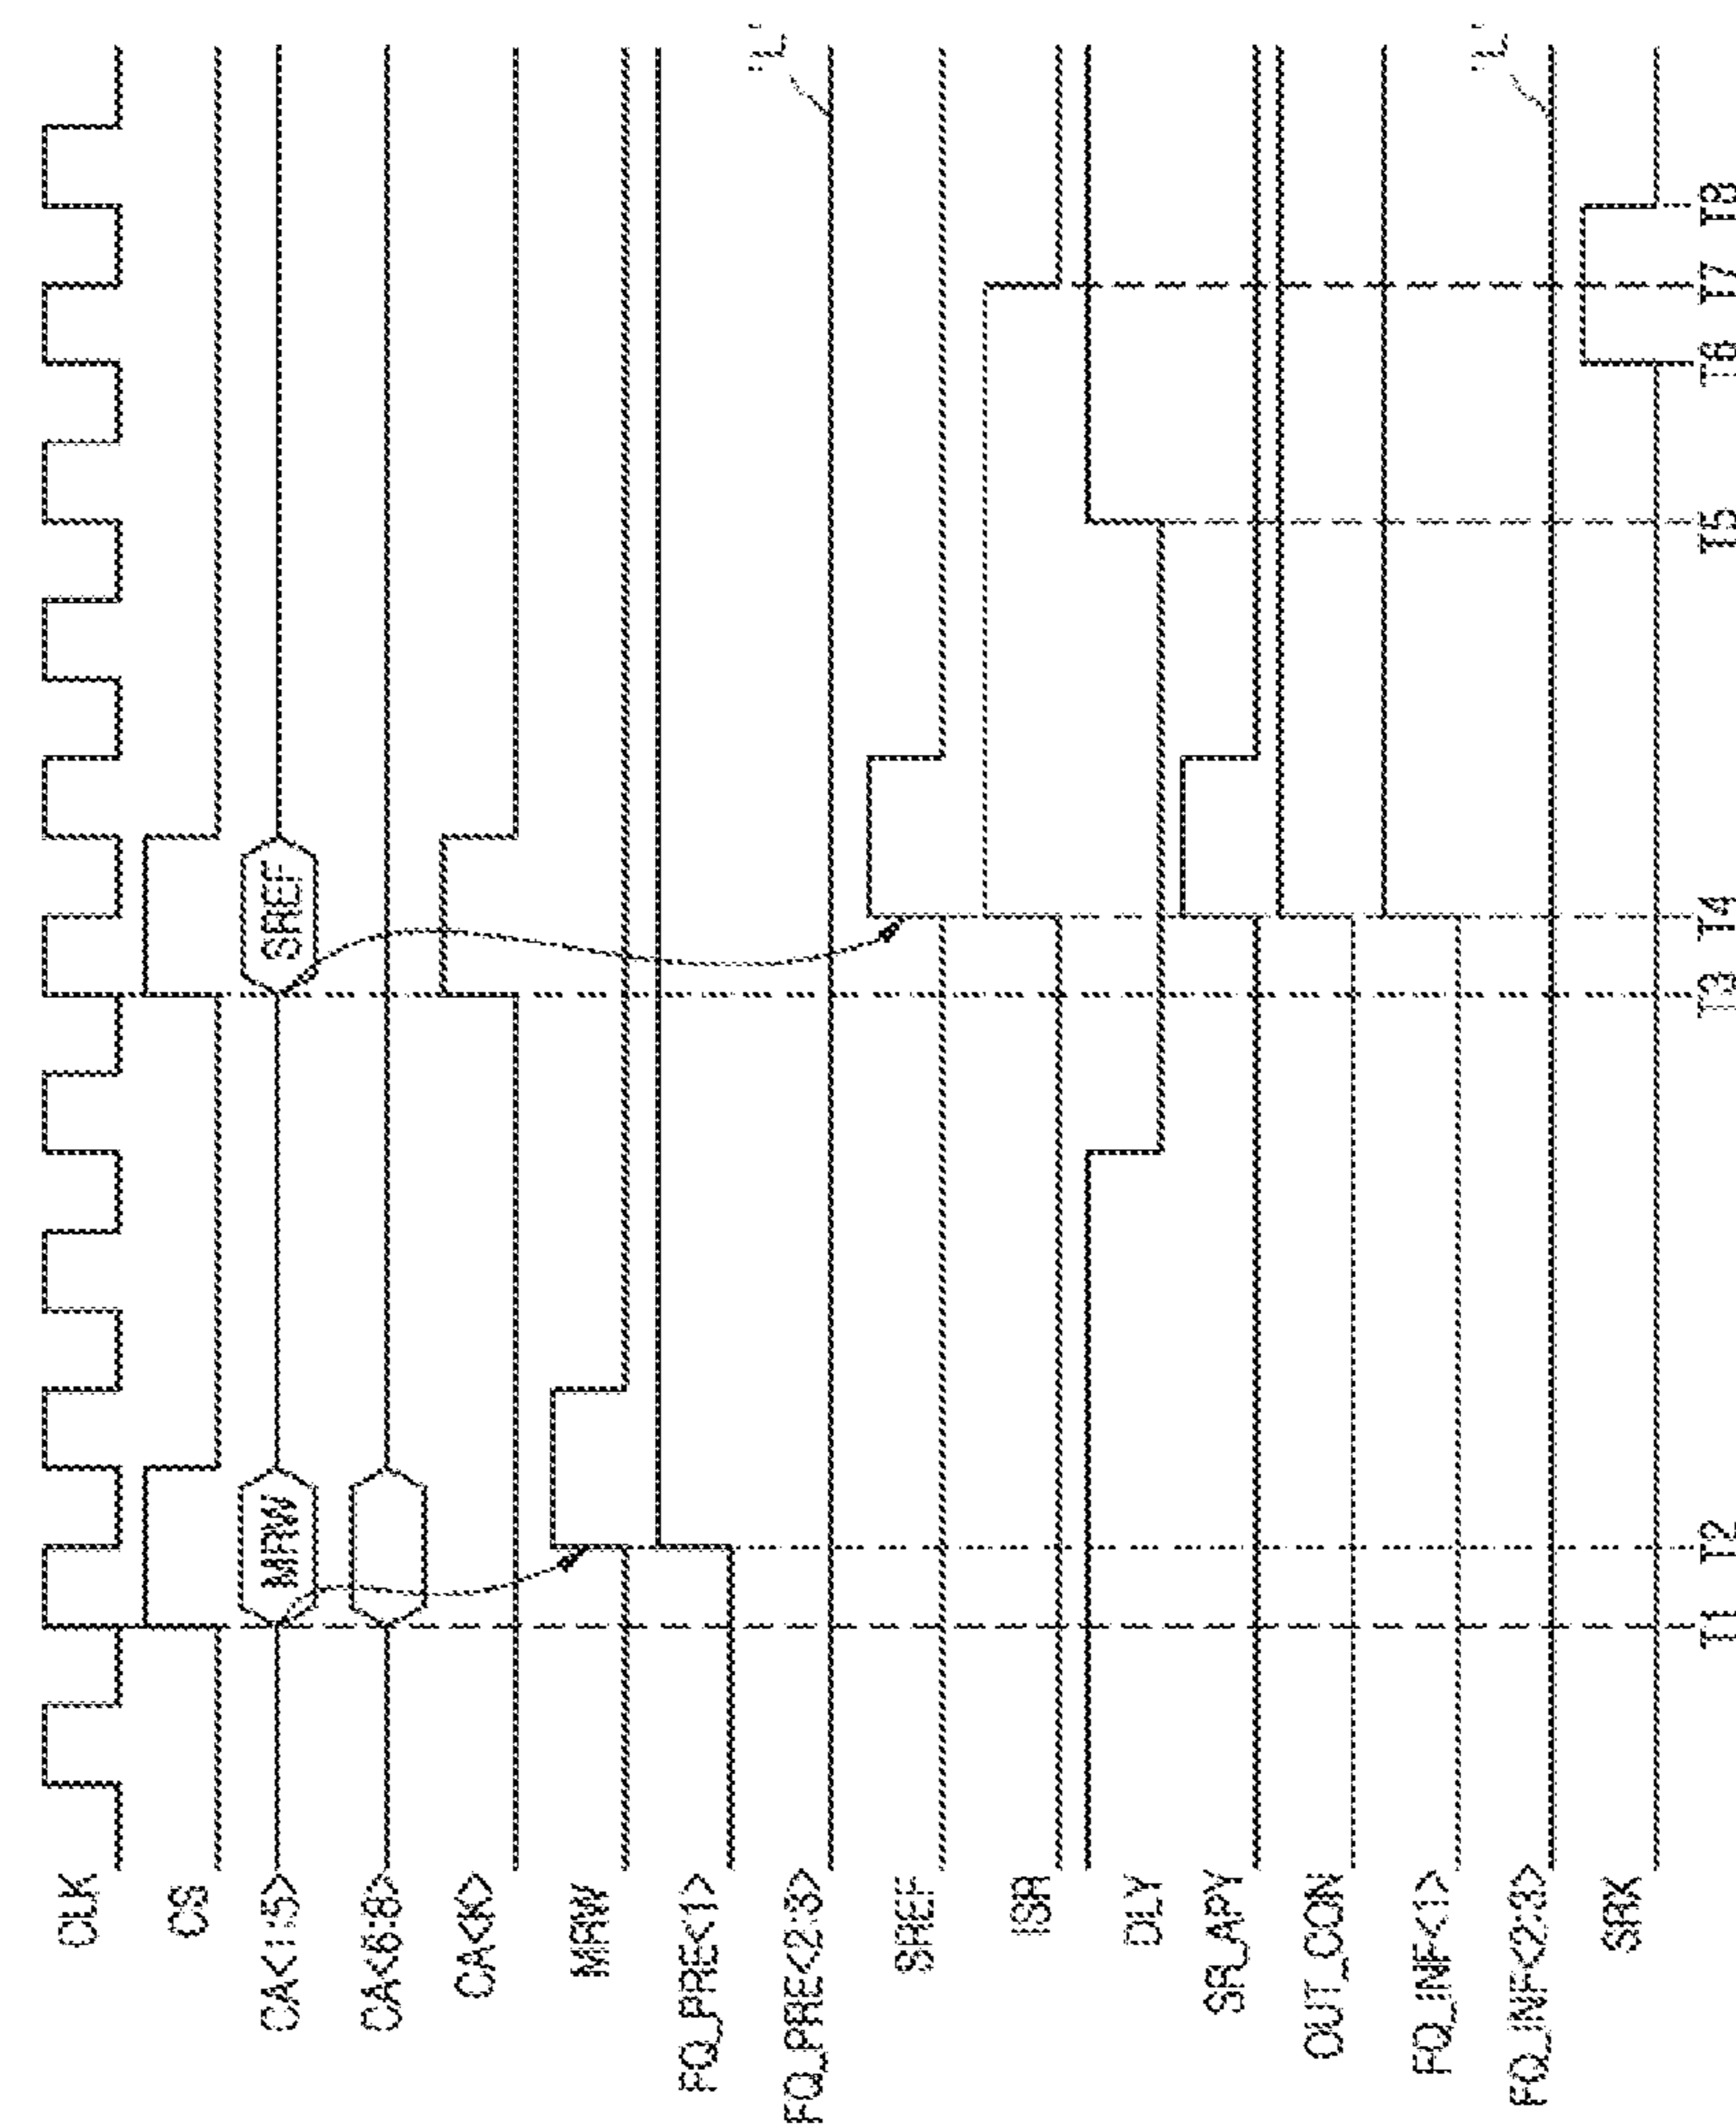 CLK
CS
CA<1:5>
MRW
SREF
CA<6:8>
CA<K>
MRW
FQ_PRE<1>
FQ_PRE<2:3>
'L'
SREF
ISR
DLY
SR_APY
OUT_CON
FQ_INF<1>
FQ_INF<2:3>
'L'
SRX
T1 T2 T3 T4 T5 T6 T7 T8